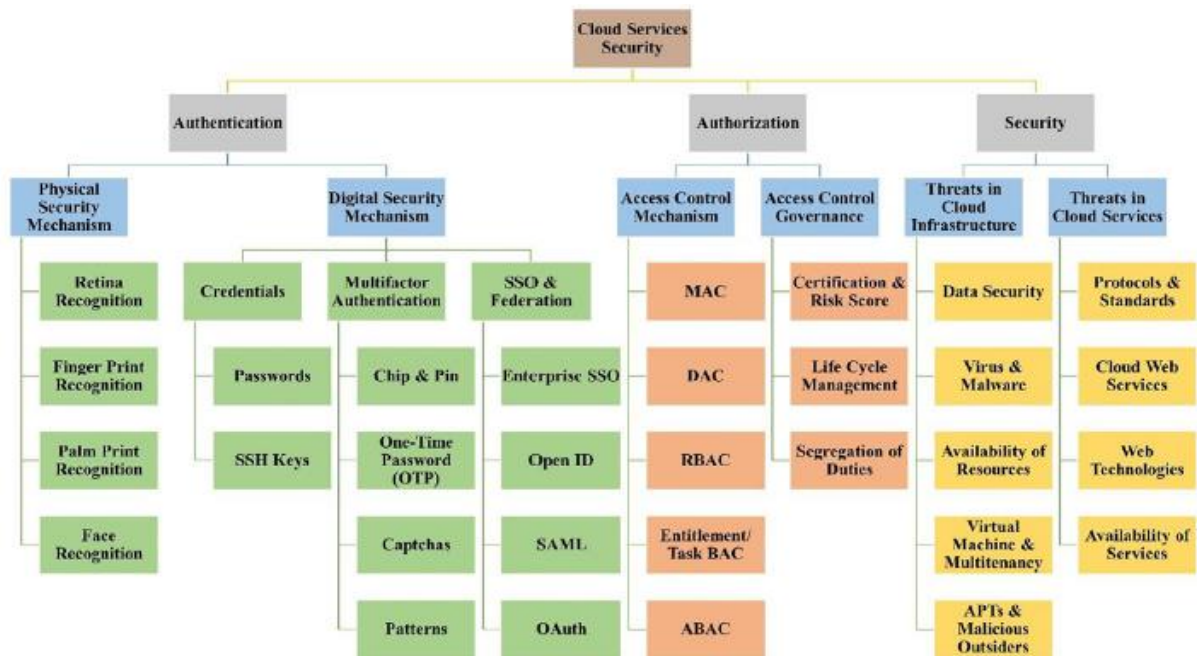 Cloud Services
Security
Authentication
Authorization
Security
Physical
Security
Mechanism
Digital Security
Mechanism
Access Control
Mechanism
Access Control
Governance
Threats in
Cloud
Infrastructure
Threats in
Cloud Services
Retina
Recognition
Credentials
Multifactor
Authentication
SSO &
Federation
MAC
Certification &
Risk Score
Data Security
Protocols &
Standards
Finger Print
Recognition
Passwords
Chip & Pin
Enterprise SSO
DAC
Life Cycle
Management
Virus &
Malware
Cloud Web
Services
Palm Print
Recognition
SSH Keys
One-Time
Password
(OTP)
Open ID
RBAC
Segregation of
Duties
Availability of
Resources
Web
Technologies
Face
Recognition
Captchas
SAML
Entitlement/
Task BAC
Virtual
Machine &
Multitenancy
Availability of
Services
Patterns
OAuth
ABAC
APTs &
Malicious
Outsiders